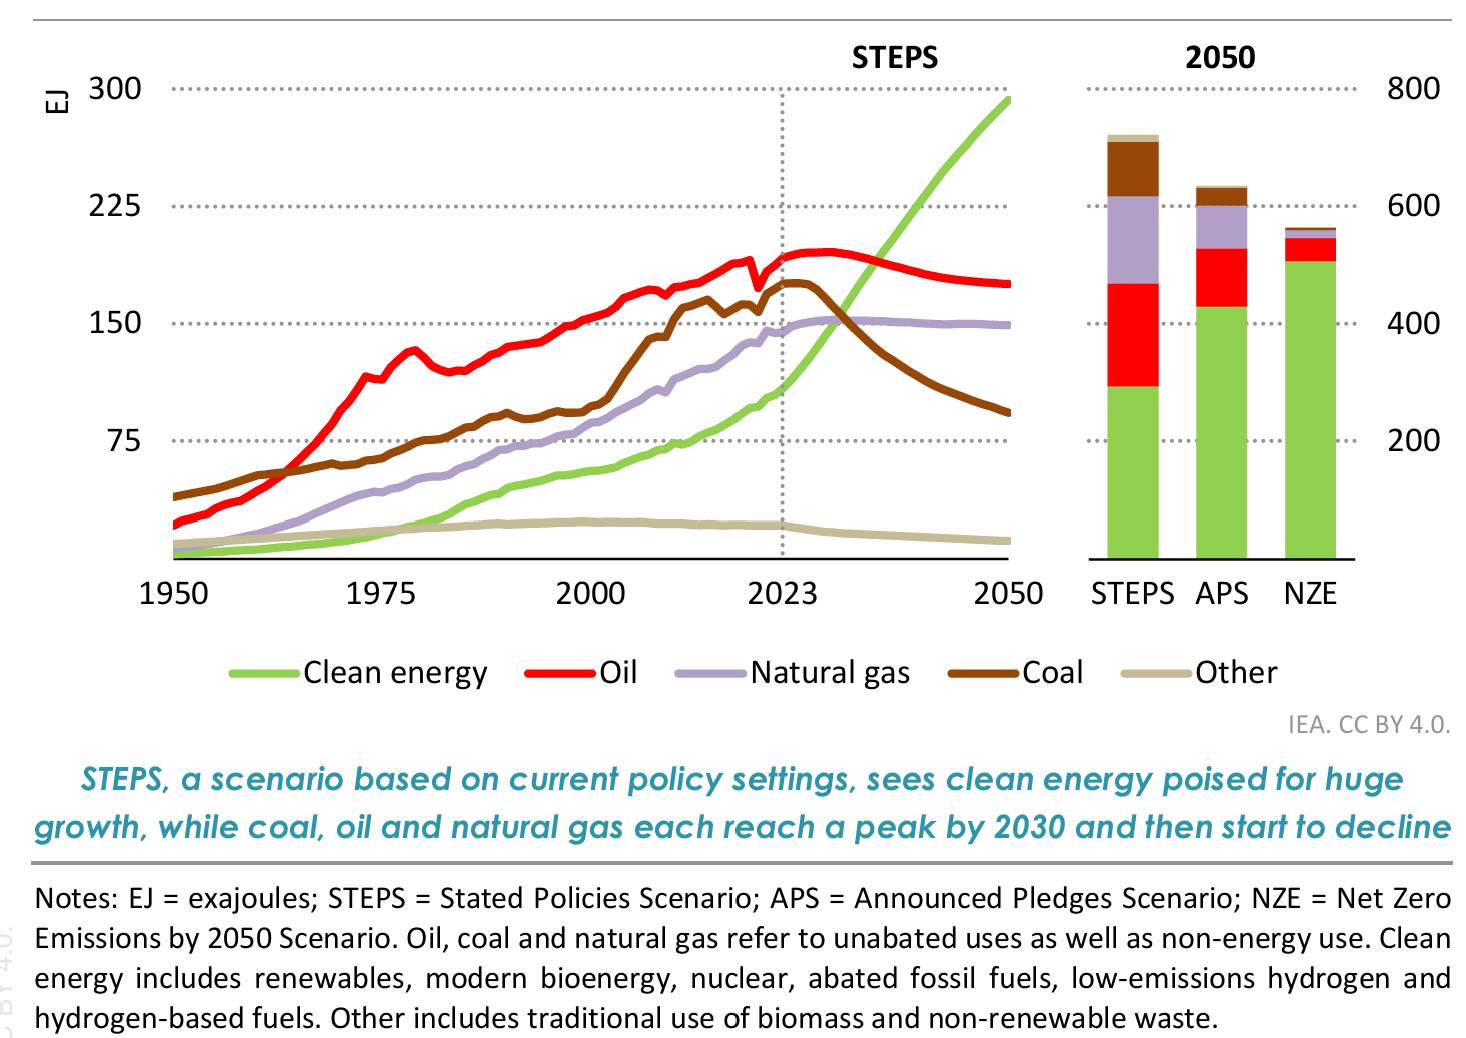 STEPS 2050
EJ
300 800
225 600
150 400
75 200
1950 1975 2000 2023 2050 STEPS APS NZE
Clean energy Oil Natural gas Coal Other
IEA. CC BY 4.0.
STEPS, a scenario based on current policy settings, sees clean energy poised for huge
growth, while coal, oil and natural gas each reach a peak by 2030 and then start to decline
Notes: EJ = exajoules; STEPS = Stated Policies Scenario; APS = Announced Pledges Scenario; NZE = Net Zero
Emissions by 2050 Scenario. Oil, coal and natural gas refer to unabated uses as well as non-energy use. Clean
energy includes renewables, modern bioenergy, nuclear, abated fossil fuels, low-emissions hydrogen and
hydrogen-based fuels. Other includes traditional use of biomass and non-renewable waste.
BY 4.0.